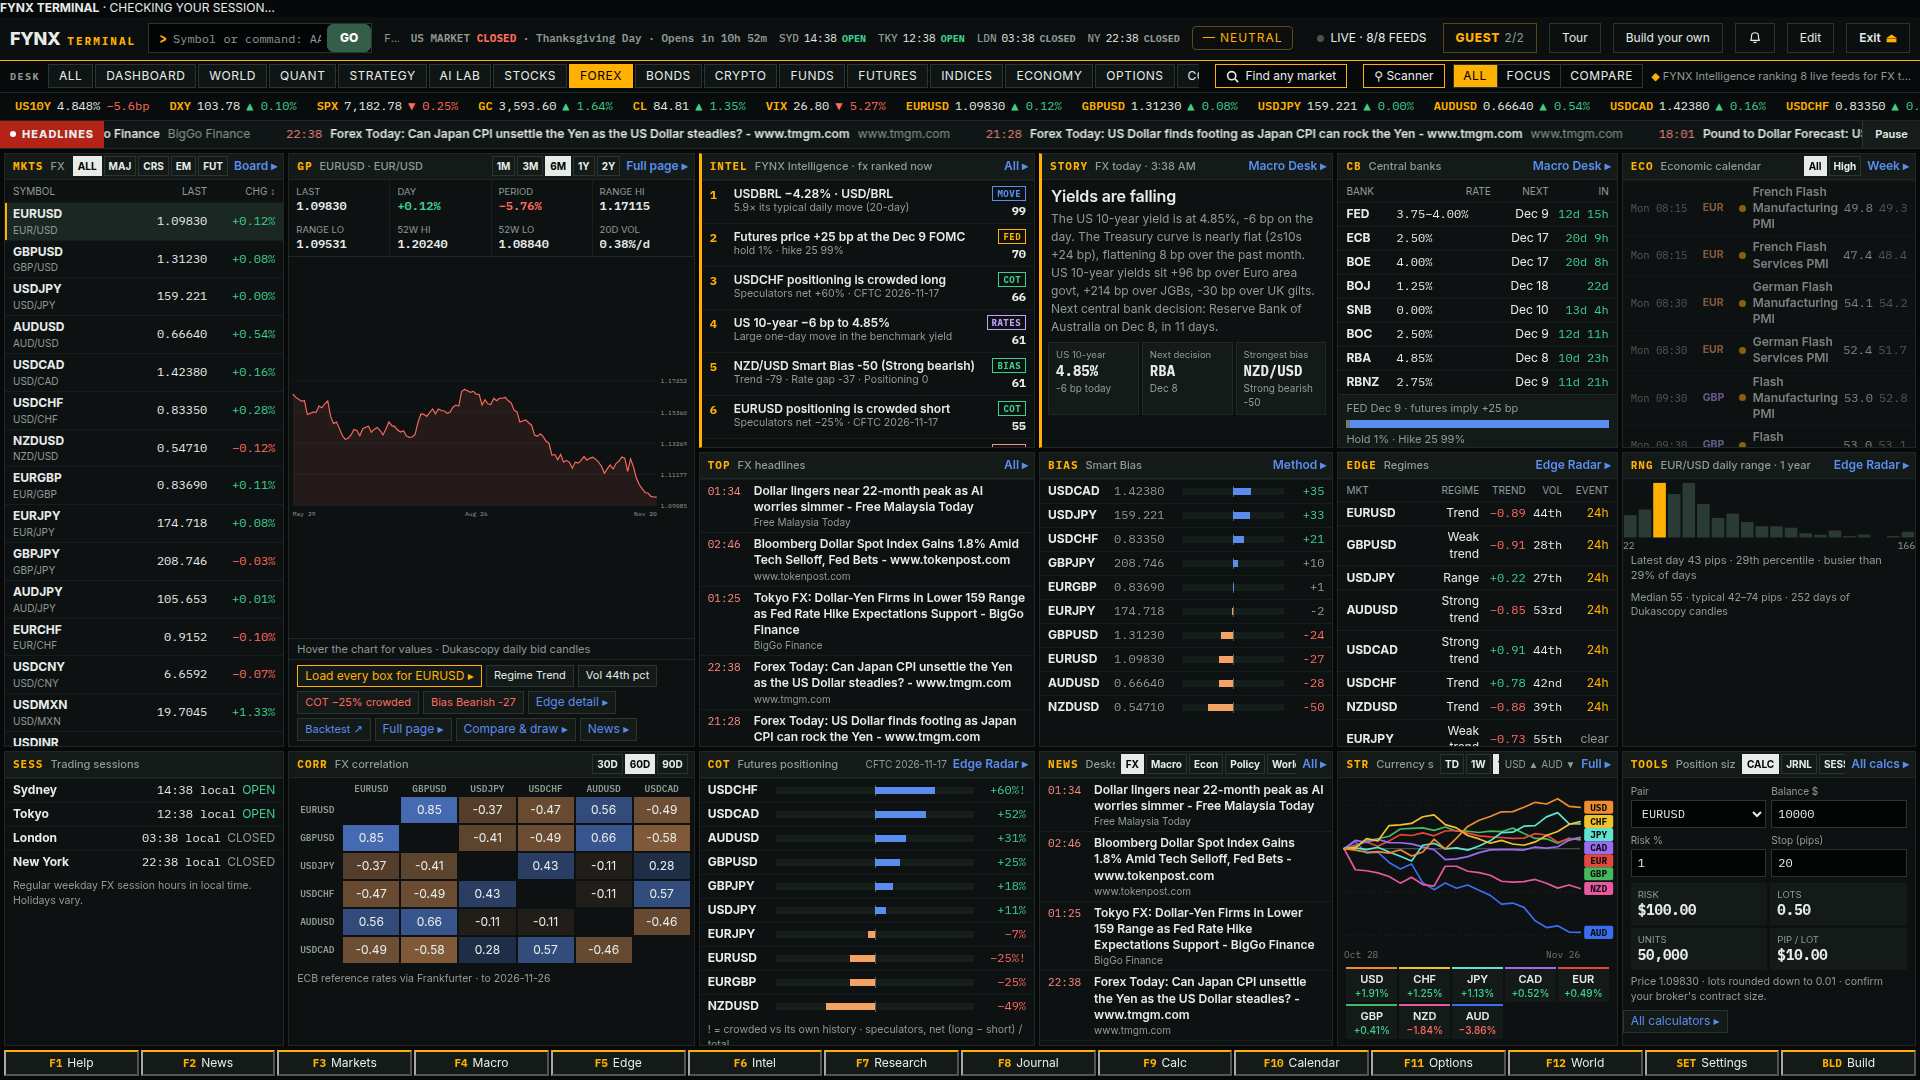 FYNX TERMINAL · CHECKING YOUR SESSION...
FYNX TERMINAL > Symbol or command: GO F... US MARKET CLOSED · Thanksgiving Day · Opens in 10h 52m SYD 14:38 OPEN TKY 12:38 OPEN LDN 03:38 CLOSED NY 22:38 CLOSED — NEUTRAL LIVE · 8/8 FEEDS GUEST 2/2 Tour Build your own Edit Exit
DESK ALL DASHBOARD WORLD QUANT STRATEGY AI LAB STOCKS FOREX BONDS CRYPTO FUNDS FUTURES INDICES ECONOMY OPTIONS Find any market Scanner ALL FOCUS COMPARE ◆ FYNX Intelligence ranking 8 live feeds for FX t...
US10Y 4.848% −5.6bp DXY 103.78 ▲ 0.10% SPX 7,182.78 ▼ 0.25% GC 3,593.60 ▲ 1.64% CL 84.81 ▲ 1.35% VIX 26.80 ▼ 5.27% EURUSD 1.09830 ▲ 0.12% GBPUSD 1.31230 ▲ 0.08% USDJPY 159.221 ▲ 0.00% AUDUSD 0.66640 ▲ 0.54% USDCAD 1.42380 ▲ 0.16% USDCHF 0.83350 ▲ 0.
HEADLINES o Finance BigGo Finance 22:38 Forex Today: Can Japan CPI unsettle the Yen as the US Dollar steadies? - www.tmgm.com www.tmgm.com 21:28 Forex Today: US Dollar finds footing as Japan CPI can rock the Yen - www.tmgm.com www.tmgm.com 18:01 Pound to Dollar Forecast: Pause
MKTS FX ALL MAJ CRS EM FUT Board ▸
SYMBOL LAST CHG ↕
EURUSD 1.09830 +0.12%
EUR/USD
GBPUSD 1.31230 +0.08%
GBP/USD
USDJPY 159.221 +0.00%
USD/JPY
AUDUSD 0.66640 +0.54%
AUD/USD
USDCAD 1.42380 +0.16%
USD/CAD
USDCHF 0.83350 +0.28%
USD/CHF
NZDUSD 0.54710 −0.12%
NZD/USD
EURGBP 0.83690 +0.11%
EUR/GBP
EURJPY 174.718 +0.08%
EUR/JPY
GBPJPY 208.746 −0.03%
GBP/JPY
AUDJPY 105.653 +0.01%
AUD/JPY
EURCHF 0.9152 −0.10%
EUR/CHF
USDCNY 6.6592 −0.07%
USD/CNY
USDMXN 19.7045 +1.33%
USD/MXN
USDINR
GP EURUSD · EUR/USD 1M 3M 6M 1Y 2Y Full page ▸
LAST DAY PERIOD RANGE HI
1.09830 +0.12% −5.76% 1.17115
RANGE LO 52W HI 52W LO 20D VOL
1.09531 1.20240 1.08840 0.38%/d
1.17652
1.15360
1.13269
1.11177
1.09085
May 29 Aug 26 Nov 20
Hover the chart for values · Dukascopy daily bid candles
Load every box for EURUSD ▸ Regime Trend Vol 44th pct
COT −25% crowded Bias Bearish -27 Edge detail ▸
Backtest ↗ Full page ▸ Compare & draw ▸ News ▸
INTEL FYNX Intelligence · fx ranked now All ▸
1 USDBRL −4.28% · USD/BRL MOVE
5.9× its typical daily move (20-day) 99
2 Futures price +25 bp at the Dec 9 FOMC FED
hold 1% · hike 25 99% 70
3 USDCHF positioning is crowded long COT
Speculators net +60% · CFTC 2026-11-17 66
4 US 10-year −6 bp to 4.85% RATES
Large one-day move in the benchmark yield 61
5 NZD/USD Smart Bias -50 (Strong bearish) BIAS
Trend -79 · Rate gap -37 · Positioning 0 61
6 EURUSD positioning is crowded short COT
Speculators net −25% · CFTC 2026-11-17 55
STORY FX today · 3:38 AM Macro Desk ▸
Yields are falling
The US 10-year yield is at 4.85%, -6 bp on the
day. The Treasury curve is nearly flat (2s10s
+24 bp), flattening 8 bp over the past month.
US 10-year yields sit +96 bp over Euro area
govt, +214 bp over JGBs, -30 bp over UK gilts.
Next central bank decision: Reserve Bank of
Australia on Dec 8, in 11 days.
US 10-year Next decision Strongest bias
4.85% RBA NZD/USD
-6 bp today Dec 8 Strong bearish
-50
CB Central banks Macro Desk ▸
BANK RATE NEXT IN
FED 3.75–4.00% Dec 9 12d 15h
ECB 2.50% Dec 17 20d 9h
BOE 4.00% Dec 17 20d 8h
BOJ 1.25% Dec 18 22d
SNB 0.00% Dec 10 13d 4h
BOC 2.50% Dec 9 12d 11h
RBA 4.85% Dec 8 10d 23h
RBNZ 2.75% Dec 9 11d 21h
FED Dec 9 · futures imply +25 bp
Hold 1% · Hike 25 99%
ECO Economic calendar All High Week ▸
Mon 08:15 EUR French Flash Manufacturing PMI 49.8 49.3
Mon 08:15 EUR French Flash Services PMI 47.4 48.4
Mon 08:30 EUR German Flash Manufacturing PMI 54.1 54.2
Mon 08:30 EUR German Flash Services PMI 52.4 51.7
Mon 09:30 GBP Flash Manufacturing PMI 53.0 52.8
Mon 09:30 GBP Flash 53.0 53.1
TOP FX headlines All ▸
01:34 Dollar lingers near 22-month peak as AI
worries simmer - Free Malaysia Today
Free Malaysia Today
02:46 Bloomberg Dollar Spot Index Gains 1.8% Amid
Tech Selloff, Fed Bets - www.tokenpost.com
www.tokenpost.com
01:25 Tokyo FX: Dollar-Yen Firms in Lower 159 Range
as Fed Rate Hike Expectations Support - BigGo
Finance
BigGo Finance
22:38 Forex Today: Can Japan CPI unsettle the Yen
as the US Dollar steadies? - www.tmgm.com
www.tmgm.com
21:28 Forex Today: US Dollar finds footing as Japan
CPI can rock the Yen - www.tmgm.com
BIAS Smart Bias Method ▸
USDCAD 1.42380 +35
USDJPY 159.221 +33
USDCHF 0.83350 +21
GBPJPY 208.746 +10
EURGBP 0.83690 +1
EURJPY 174.718 -2
GBPUSD 1.31230 -24
EURUSD 1.09830 -27
AUDUSD 0.66640 -28
NZDUSD 0.54710 -50
EDGE Regimes Edge Radar ▸
MKT REGIME TREND VOL EVENT
EURUSD Trend −0.89 44th 24h
GBPUSD Weak trend −0.91 28th 24h
USDJPY Range +0.22 27th 24h
AUDUSD Strong trend −0.85 53rd 24h
USDCAD Strong trend +0.91 44th 24h
USDCHF Trend +0.78 42nd 24h
NZDUSD Trend −0.88 39th 24h
EURJPY Weak trend −0.73 55th clear
RNG EUR/USD daily range · 1 year Edge Radar ▸
22 166
Latest day 43 pips · 29th percentile · busier than
29% of days
Median 55 · typical 42–74 pips · 252 days of
Dukascopy candles
SESS Trading sessions
Sydney 14:38 local OPEN
Tokyo 12:38 local OPEN
London 03:38 local CLOSED
New York 22:38 local CLOSED
Regular weekday FX session hours in local time.
Holidays vary.
CORR FX correlation 30D 60D 90D
EURUSD GBPUSD USDJPY USDCHF AUDUSD USDCAD
EURUSD 0.85 -0.37 -0.47 0.56 -0.49
GBPUSD 0.85 -0.41 -0.49 0.66 -0.58
USDJPY -0.37 -0.41 0.43 -0.11 0.28
USDCHF -0.47 -0.49 0.43 -0.11 0.57
AUDUSD 0.56 0.66 -0.11 -0.11 -0.46
USDCAD -0.49 -0.58 0.28 0.57 -0.46
ECB reference rates via Frankfurter · to 2026-11-26
COT Futures positioning CFTC 2026-11-17 Edge Radar ▸
USDCHF +60%!
USDCAD +52%
AUDUSD +31%
GBPUSD +25%
GBPJPY +18%
USDJPY +11%
EURJPY −7%
EURUSD −25%!
EURGBP −25%
NZDUSD −49%
! = crowded vs its own history · speculators, net (long − short) /
total
NEWS Desk FX Macro Econ Policy World All ▸
01:34 Dollar lingers near 22-month peak as AI
worries simmer - Free Malaysia Today
Free Malaysia Today
02:46 Bloomberg Dollar Spot Index Gains
1.8% Amid Tech Selloff, Fed Bets -
www.tokenpost.com
www.tokenpost.com
01:25 Tokyo FX: Dollar-Yen Firms in Lower
159 Range as Fed Rate Hike
Expectations Support - BigGo Finance
BigGo Finance
22:38 Forex Today: Can Japan CPI unsettle
the Yen as the US Dollar steadies? -
www.tmgm.com
www.tmgm.com
STR Currency s TD 1W USD ▲ AUD ▼ Full ▸
USD
CHF
JPY
CAD
EUR
GBP
NZD
AUD
Oct 28 Nov 26
USD CHF JPY CAD EUR
+1.91% +1.25% +1.13% +0.52% +0.49%
GBP NZD AUD
+0.41% −1.84% −3.86%
TOOLS Position siz CALC JRNL SES All calcs ▸
Pair Balance $
EURUSD 10000
Risk % Stop (pips)
1 20
RISK LOTS
$100.00 0.50
UNITS PIP / LOT
50,000 $10.00
Price 1.09830 · lots rounded down to 0.01 · confirm
your broker's contract size.
All calculators ▸
F1 Help F2 News F3 Markets F4 Macro F5 Edge F6 Intel F7 Research F8 Journal F9 Calc F10 Calendar F11 Options F12 World SET Settings BLD Build